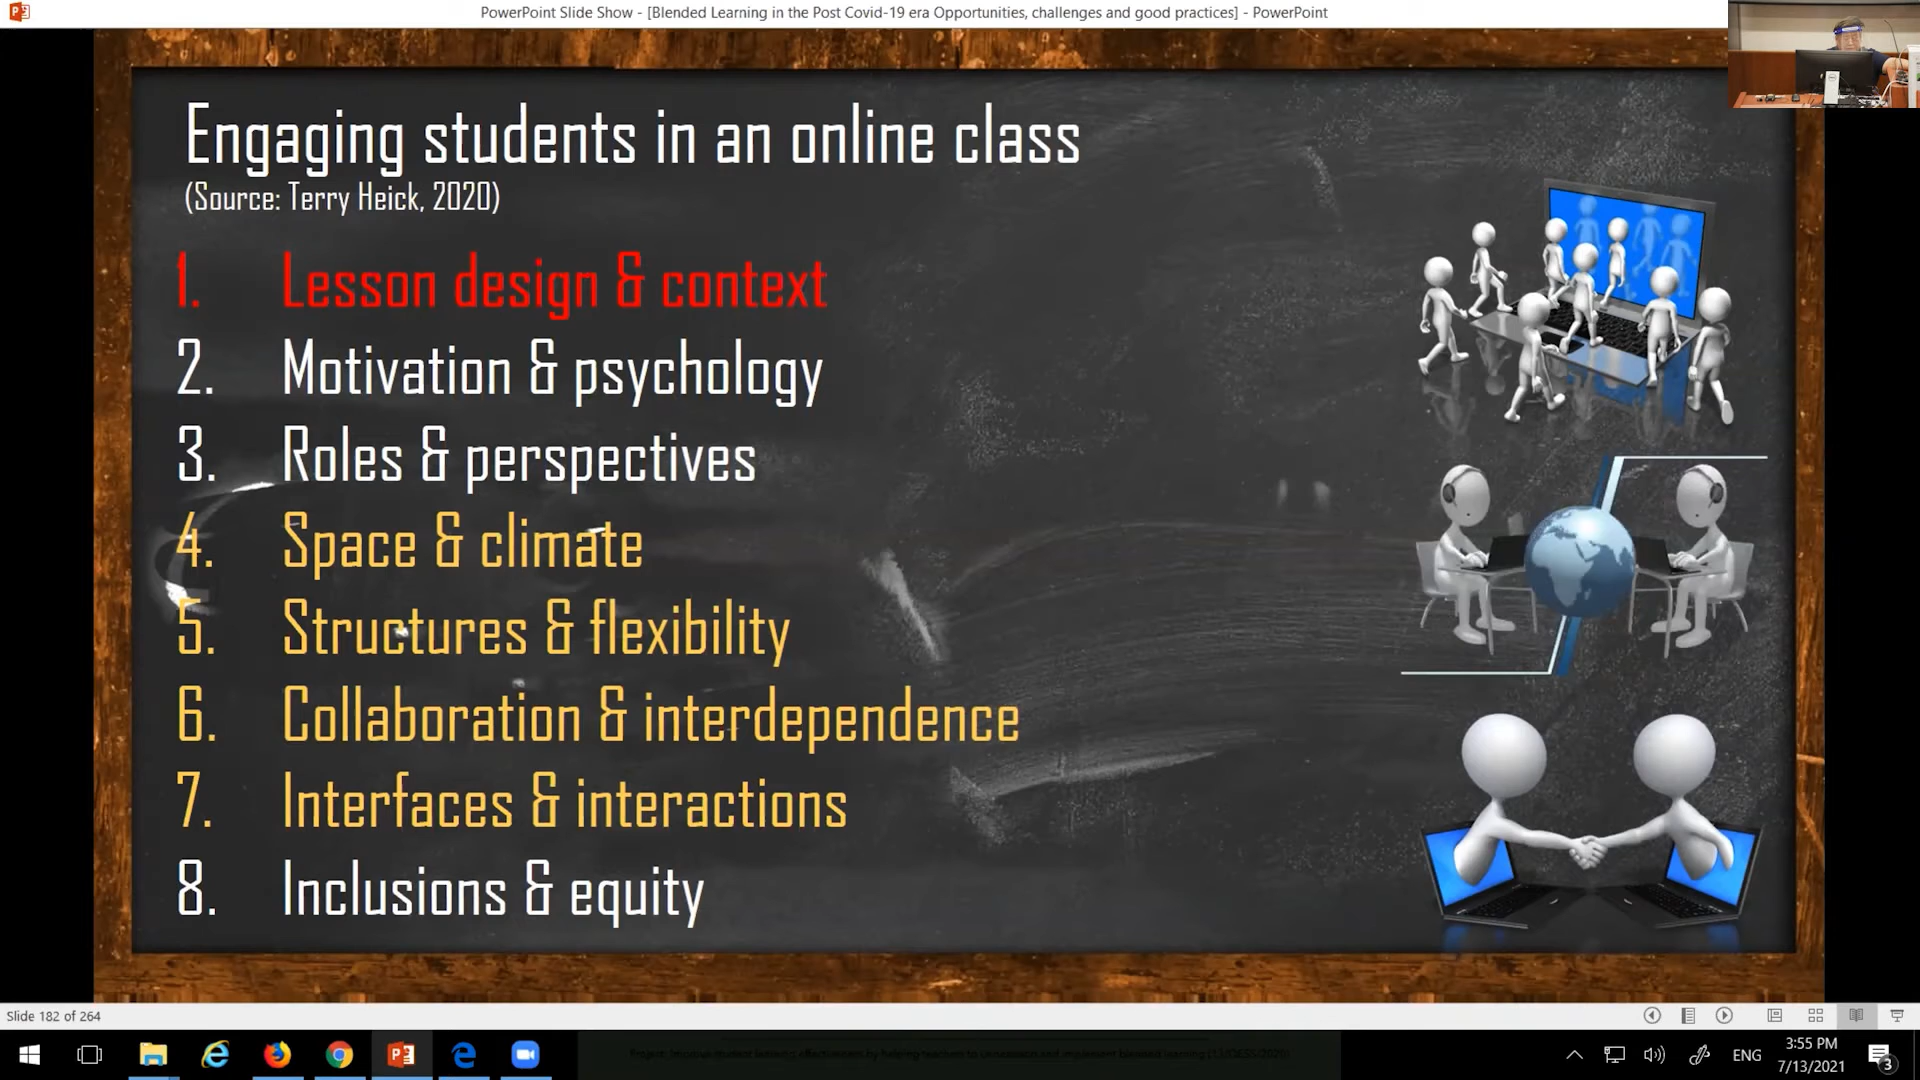 PowerPoint Slide Show - [Blended Learning in the Post Covid-19 era Opportunities, challenges and good practices] - PowerPoint
Engaging students in an online class
(Source: Terry Heick, 2020)
1. Lesson design & context
2. Motivation & psychology
3. Roles & perspectives
4. Space & climate
5. Structures & flexibility
6. Collaboration & interdependence
7. Interfaces & interactions
8. Inclusions & equity
Slide 182 of 264
ENG
3:55 PM
7/13/2021
3